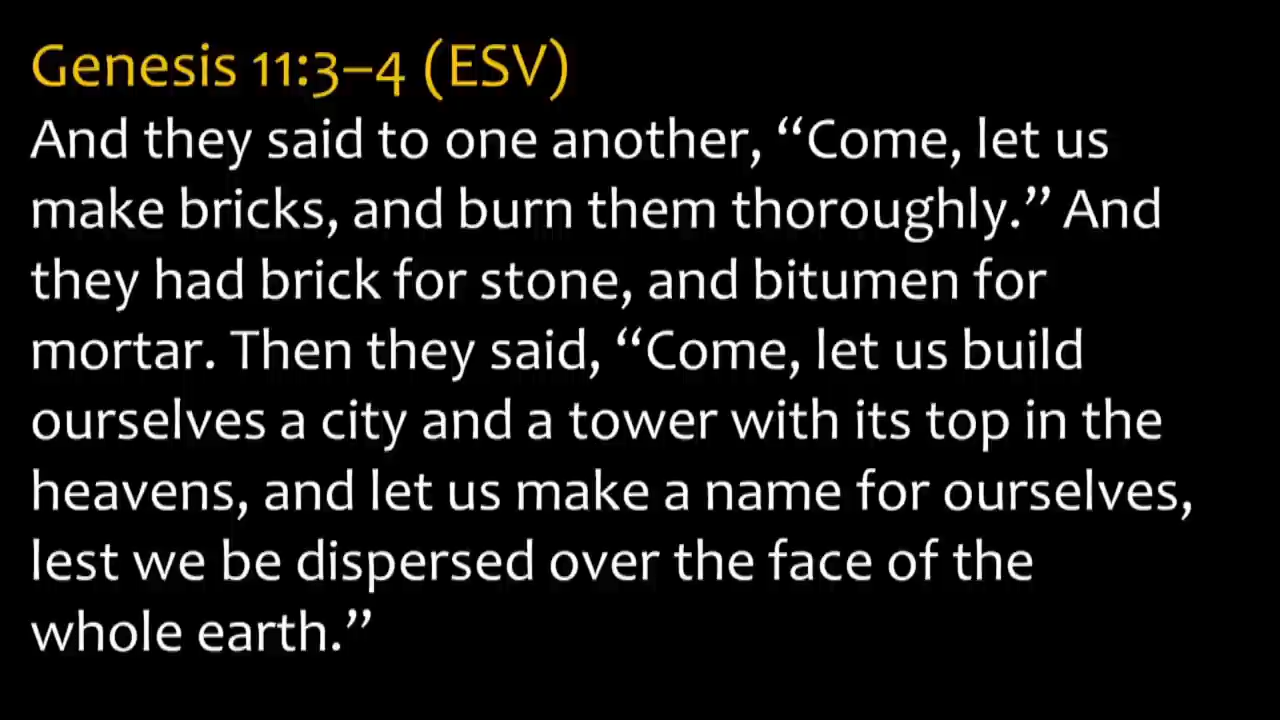 Genesis 11:3–4 (ESV)
And they said to one another, “Come, let us
make bricks, and burn them thoroughly.” And
they had brick for stone, and bitumen for
mortar. Then they said, “Come, let us build
ourselves a city and a tower with its top in the
heavens, and let us make a name for ourselves,
lest we be dispersed over the face of the
whole earth.”